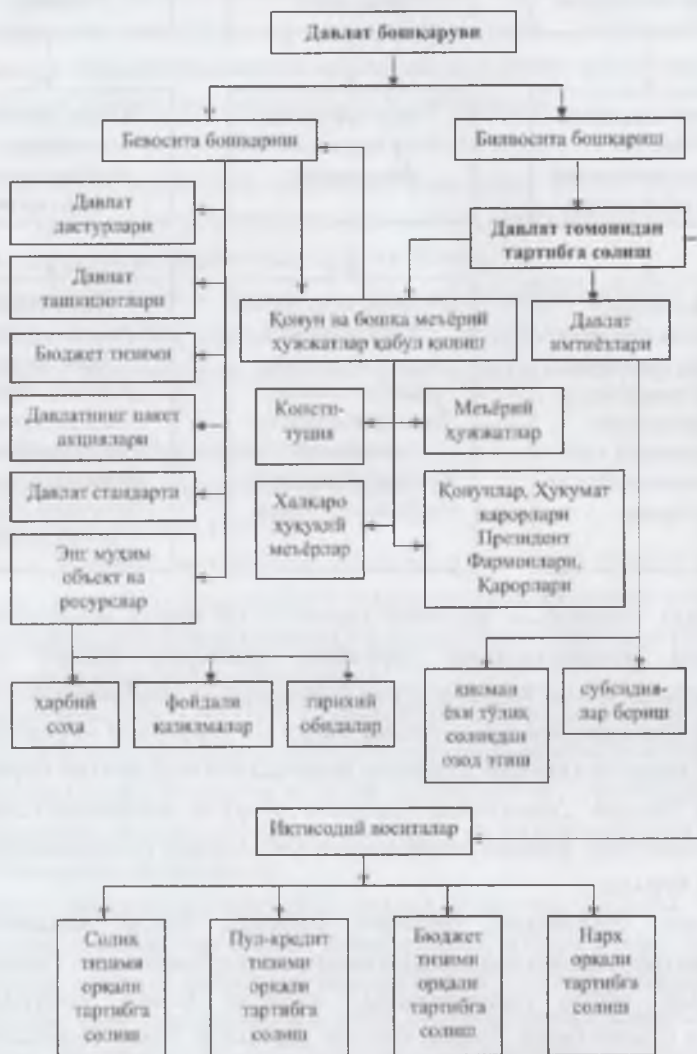 Давлат бошқаруви
Бевосита бошқариш
Билвосита бошқариш
Давлат
дастурлари
Давлат томонидан
тартибга солиш
Давлат
ташкилотлари
Қонун ва бошқа меъёрий
ҳужжатлар қабул қилиш
Давлат
имтиёзлари
Бюджет тизими
Давлатнинг пакет
акциялари
Консти-
туция
Меъёрий
ҳужжатлар
Давлат стандарти
Халқаро
ҳуқуқий
меъёрлар
Қонунлар, Ҳукумат
қарорлари
Президент
Фармонлари,
Қарорлари
Энг муҳим
объект ва
ресурслар
ҳарбий
соҳа
фойдали
қазилмалар
тарихий
обидалар
қисман
ёки тўлиқ
солиқдан
озод этиш
субсидия-
лар бериш
Иқтисодий воситалар
Солиқ
тизими
орқали
тартибга
солиш
Пул-кредит
тизими
орқали
тартибга
солиш
Бюджет
тизими
орқали
тартибга
солиш
Нарх
орқали
тартибга
солиш